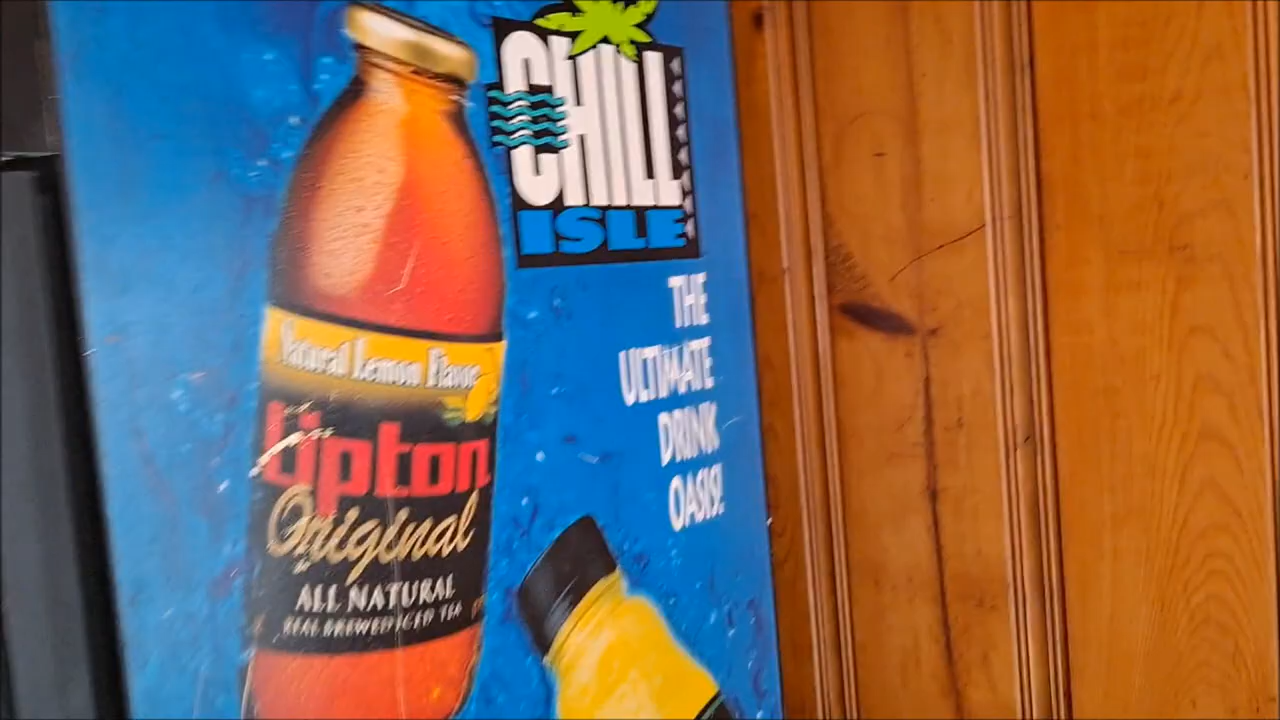 CHILL
ISLE
THE
ULTIMATE
DRINK
OASIS!
Natural Lemon Flavor
Lipton
Original
ALL NATURAL
REAL BREWED ICED TEA